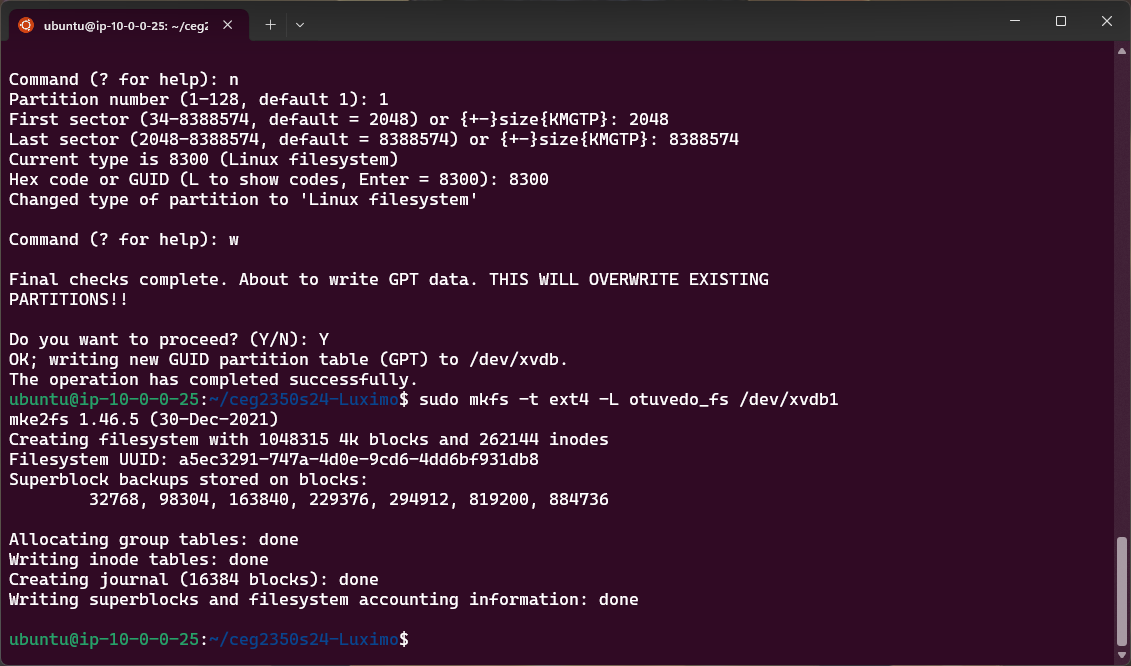 ubuntu@ip-10-0-0-25: ~/ceg2
Command (? for help): n
Partition number (1-128, default 1): 1
First sector (34-8388574, default = 2048) or {+-}size{KMGTP}: 2048
Last sector (2048-8388574, default = 8388574) or {+-}size{KMGTP}: 8388574
Current type is 8300 (Linux filesystem)
Hex code or GUID (L to show codes, Enter = 8300): 8300
Changed type of partition to 'Linux filesystem'
Command (? for help): w
Final checks complete. About to write GPT data. THIS WILL OVERWRITE EXISTING
PARTITIONS!!
Do you want to proceed? (Y/N): Y
OK; writing new GUID partition table (GPT) to /dev/xvdb.
The operation has completed successfully.
ubuntu@ip-10-0-0-25:~/ceg2350s24-Luximo$ sudo mkfs -t ext4 -L otuvedo_fs /dev/xvdb1
mke2fs 1.46.5 (30-Dec-2021)
Creating filesystem with 1048315 4k blocks and 262144 inodes
Filesystem UUID: a5ec3291-747a-4d0e-9cd6-4dd6bf931db8
Superblock backups stored on blocks:
        32768, 98304, 163840, 229376, 294912, 819200, 884736
Allocating group tables: done
Writing inode tables: done
Creating journal (16384 blocks): done
Writing superblocks and filesystem accounting information: done
ubuntu@ip-10-0-0-25:~/ceg2350s24-Luximo$